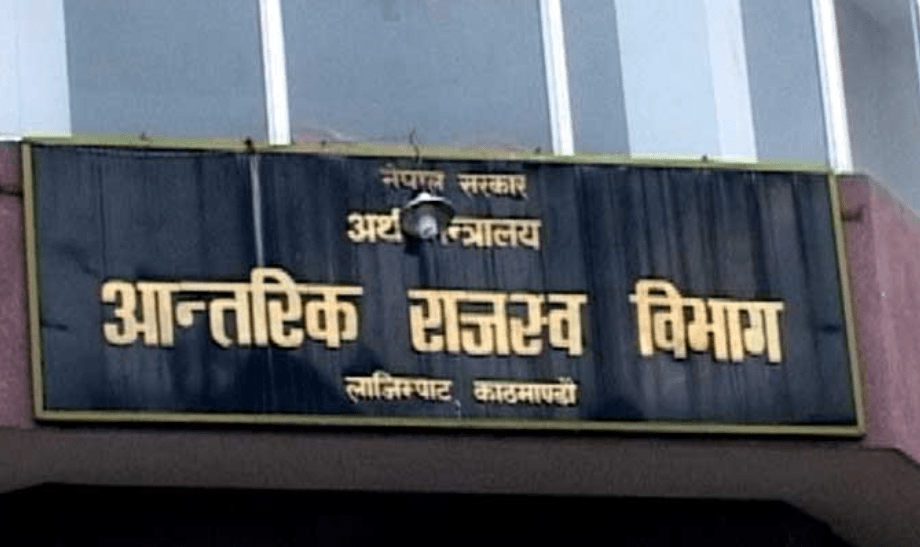 नेपाल सरकार
अर्थ मन्त्रालय
आन्तरिक राजस्व विभाग
लाजिम्पाट, काठमाण्डौ